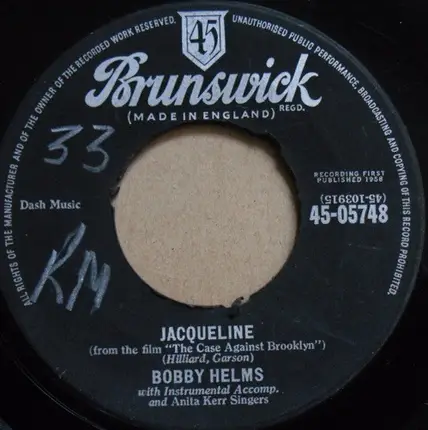 ALL RIGHTS OF THE MANUFACTURER AND OF THE OWNER OF THE RECORDED WORK RESERVED. UNAUTHORISED PUBLIC PERFORMANCE, BROADCASTING AND COPYING OF THIS RECORD PROHIBITED.
45
Brunswick
REGD.
(MADE IN ENGLAND)
33
RECORDING FIRST
PUBLISHED 1958
(45-103915)
Dash Music
45-05748
RM
JACQUELINE
(from the film "The Case Against Brooklyn")
(Hilliard, Garson)
BOBBY HELMS
with Instrumental Accomp.
and Anita Kerr Singers